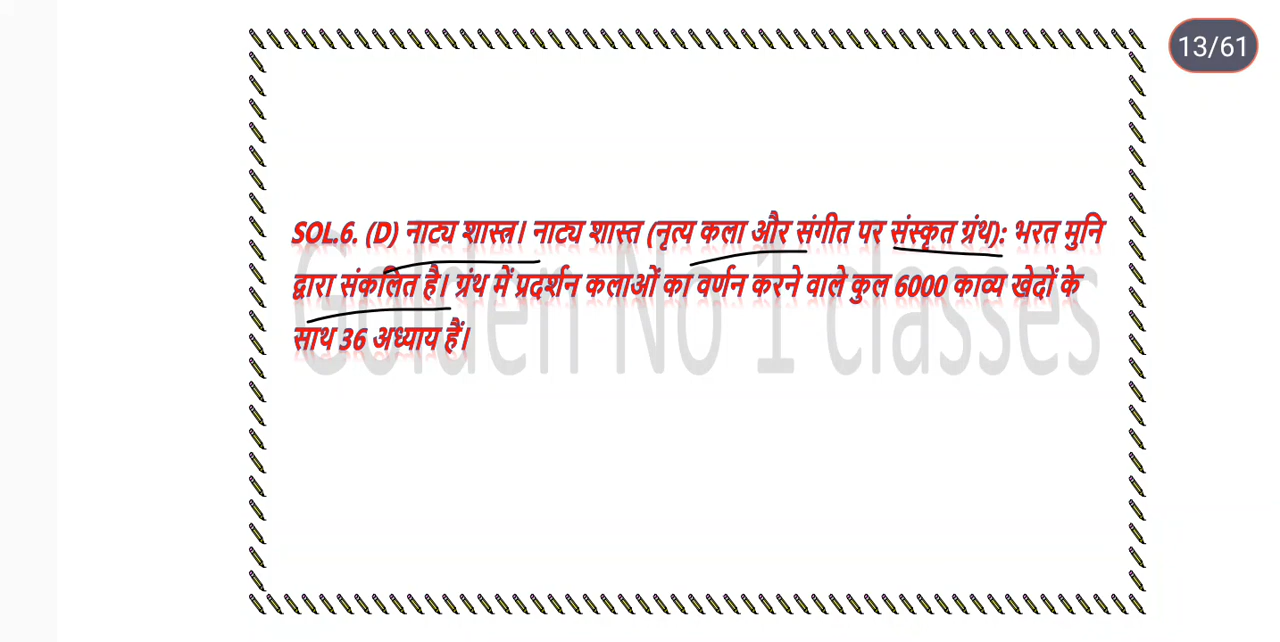 13/61
SOL.6. (D) नाट्य शास्त्र। नाट्य शास्त (नृत्य कला और संगीत पर संस्कृत ग्रंथ): भरत मुनि
द्वारा संकलित है। ग्रंथ में प्रदर्शन कलाओं का वर्णन करने वाले कुल 6000 काव्य खेदों के
साथ 36 अध्याय हैं।
Golden No 1 classes